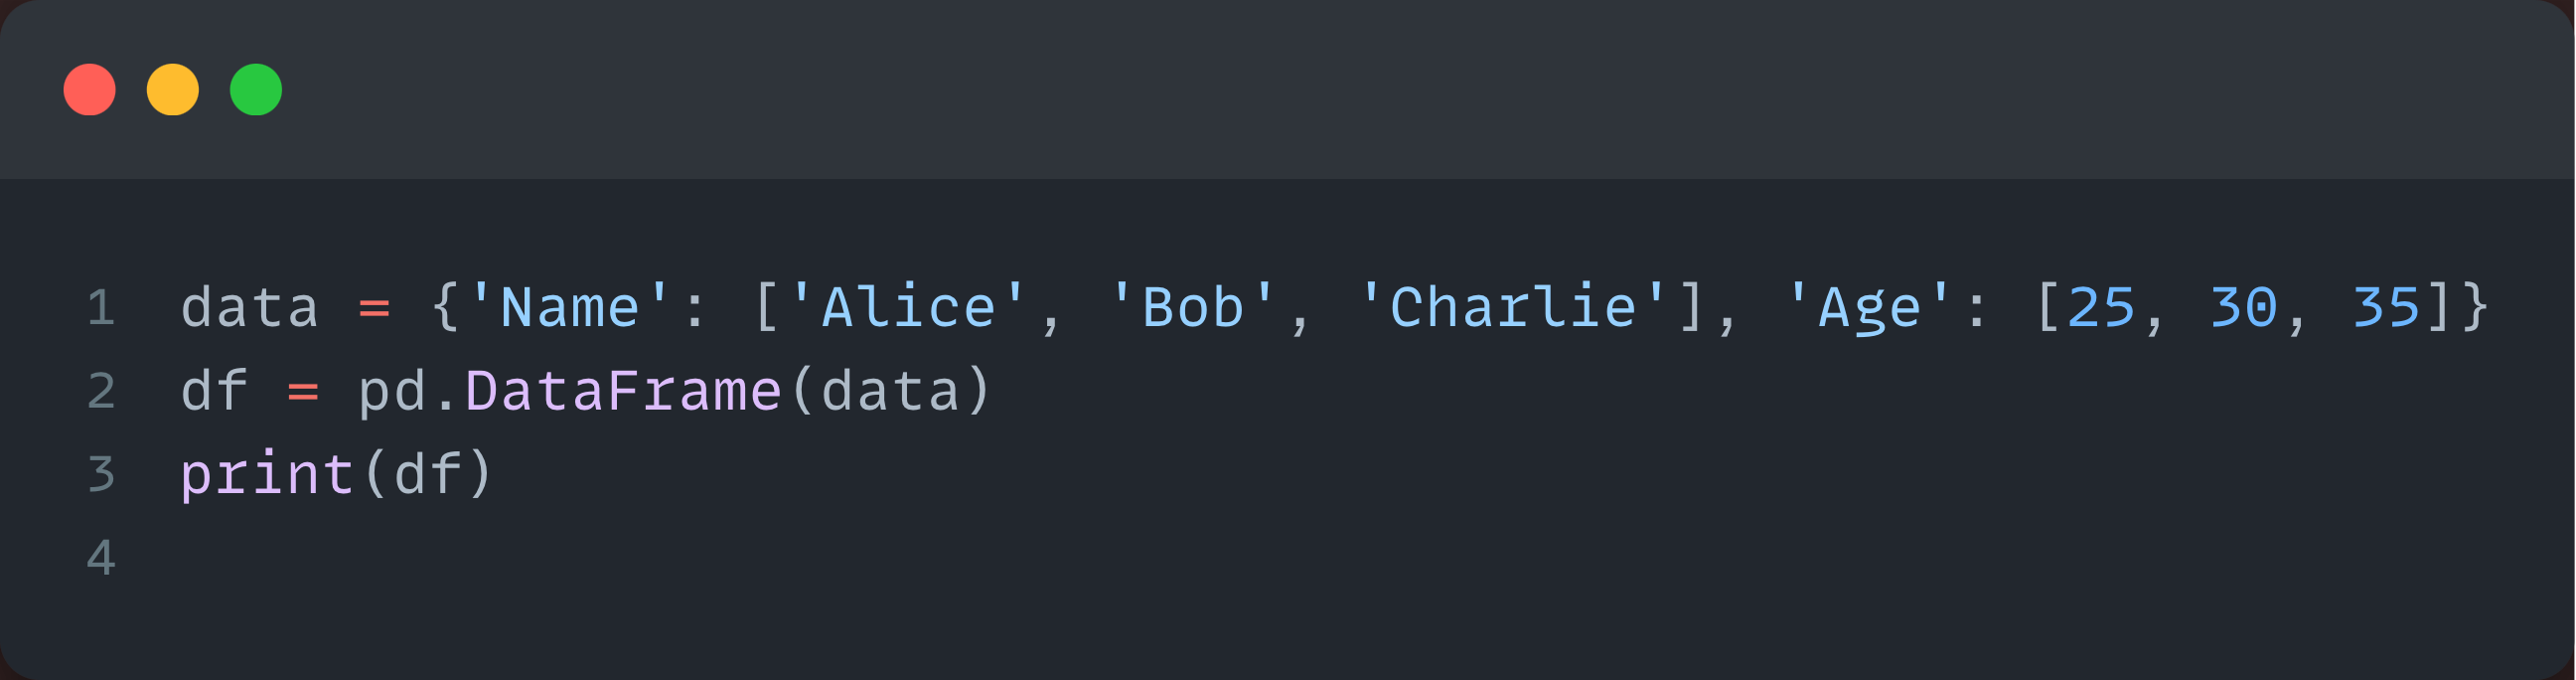 1 data = {'Name': ['Alice', 'Bob', 'Charlie'], 'Age': [25, 30, 35]}
2 df = pd.DataFrame(data)
3 print(df)
4